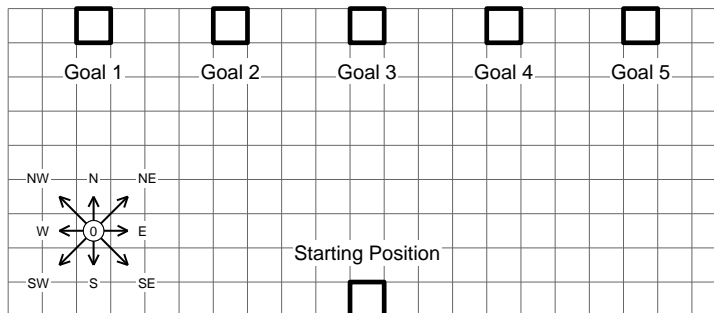 Goal 1 Goal 2 Goal 3 Goal 4 Goal 5
NW N NE
W 0 E
Starting Position
SW S SE